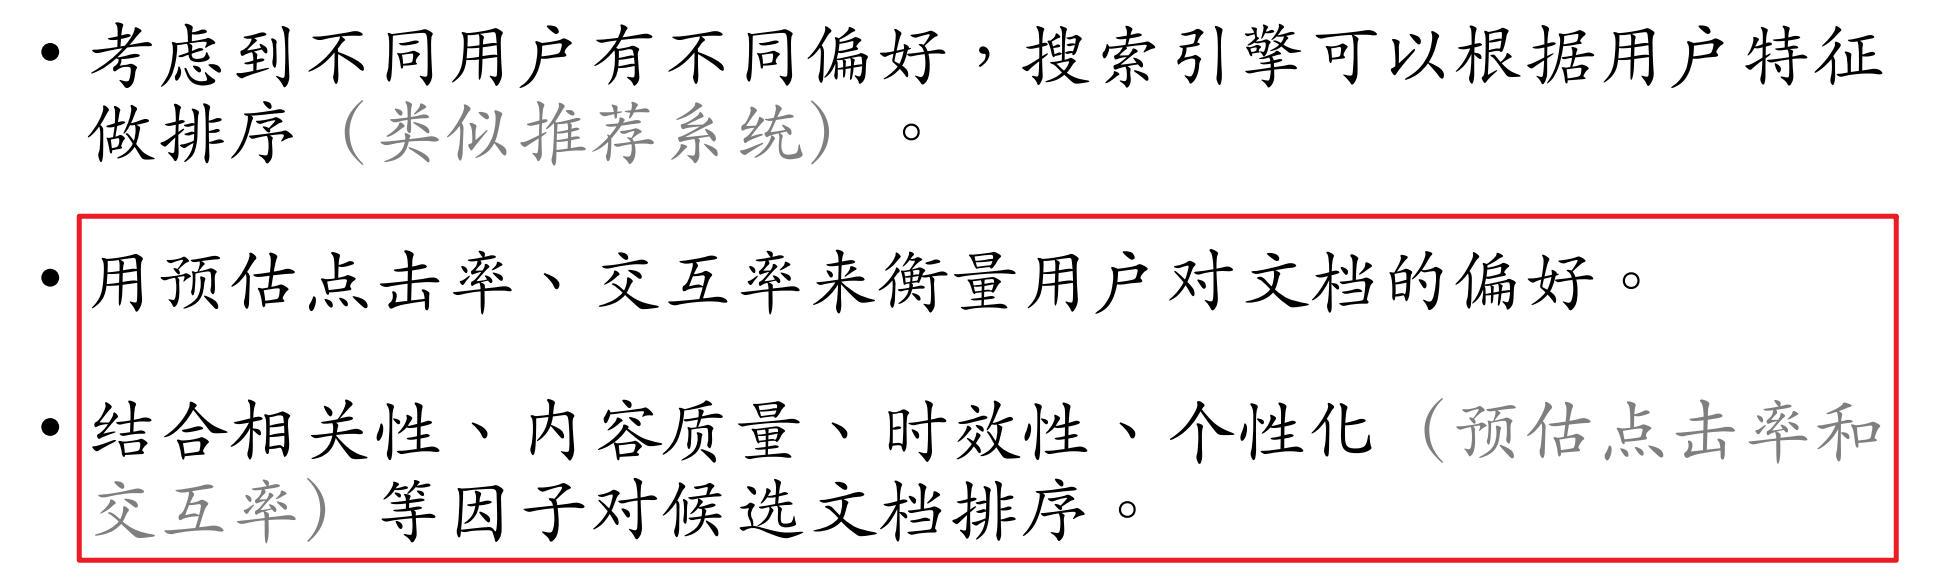 • 考虑到不同用户有不同偏好，搜索引擎可以根据用户特征
做排序（类似推荐系统）。
• 用预估点击率、交互率来衡量用户对文档的偏好。
• 结合相关性、内容质量、时效性、个性化（预估点击率和
交互率）等因子对候选文档排序。